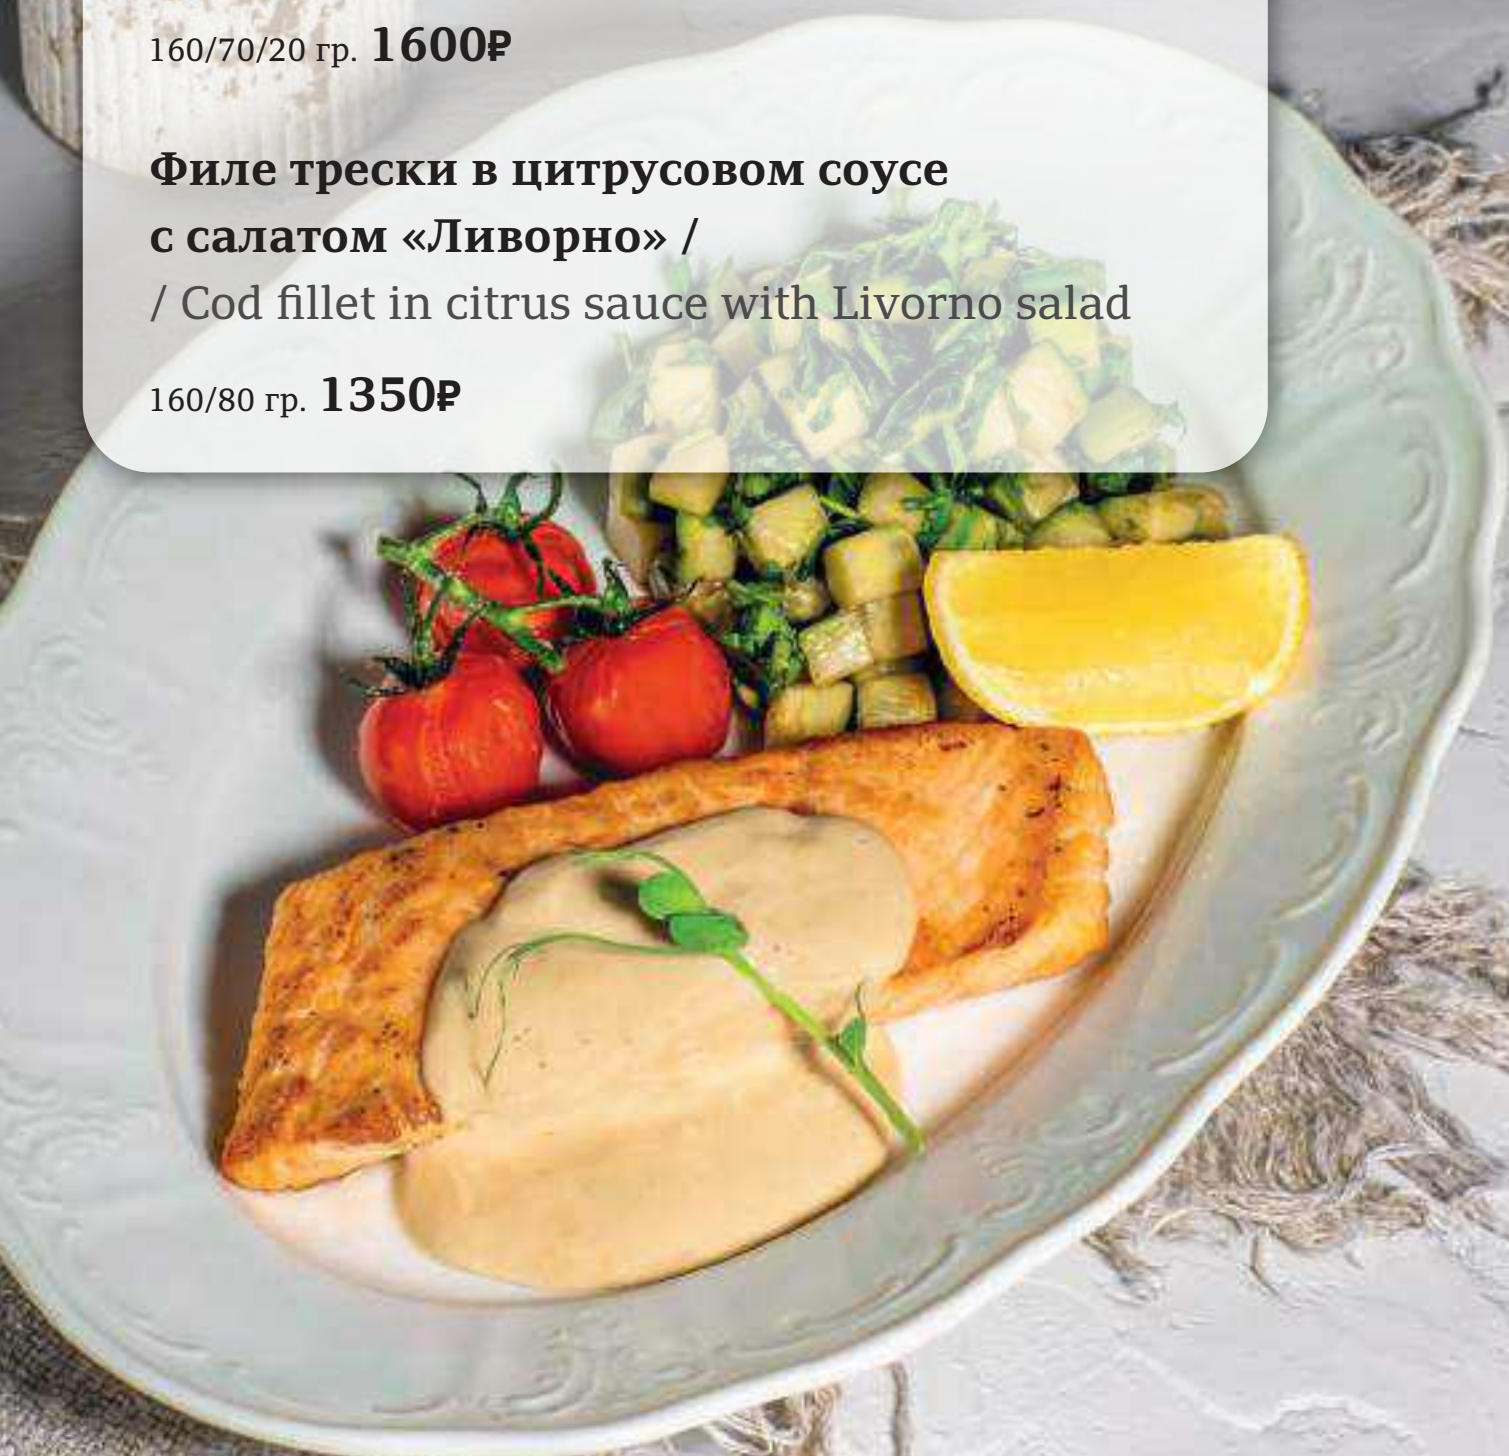 160/70/20 гр. 1600₽
Филе трески в цитрусовом соусе
с салатом «Ливорно» /
/ Cod fillet in citrus sauce with Livorno salad
160/80 гр. 1350₽